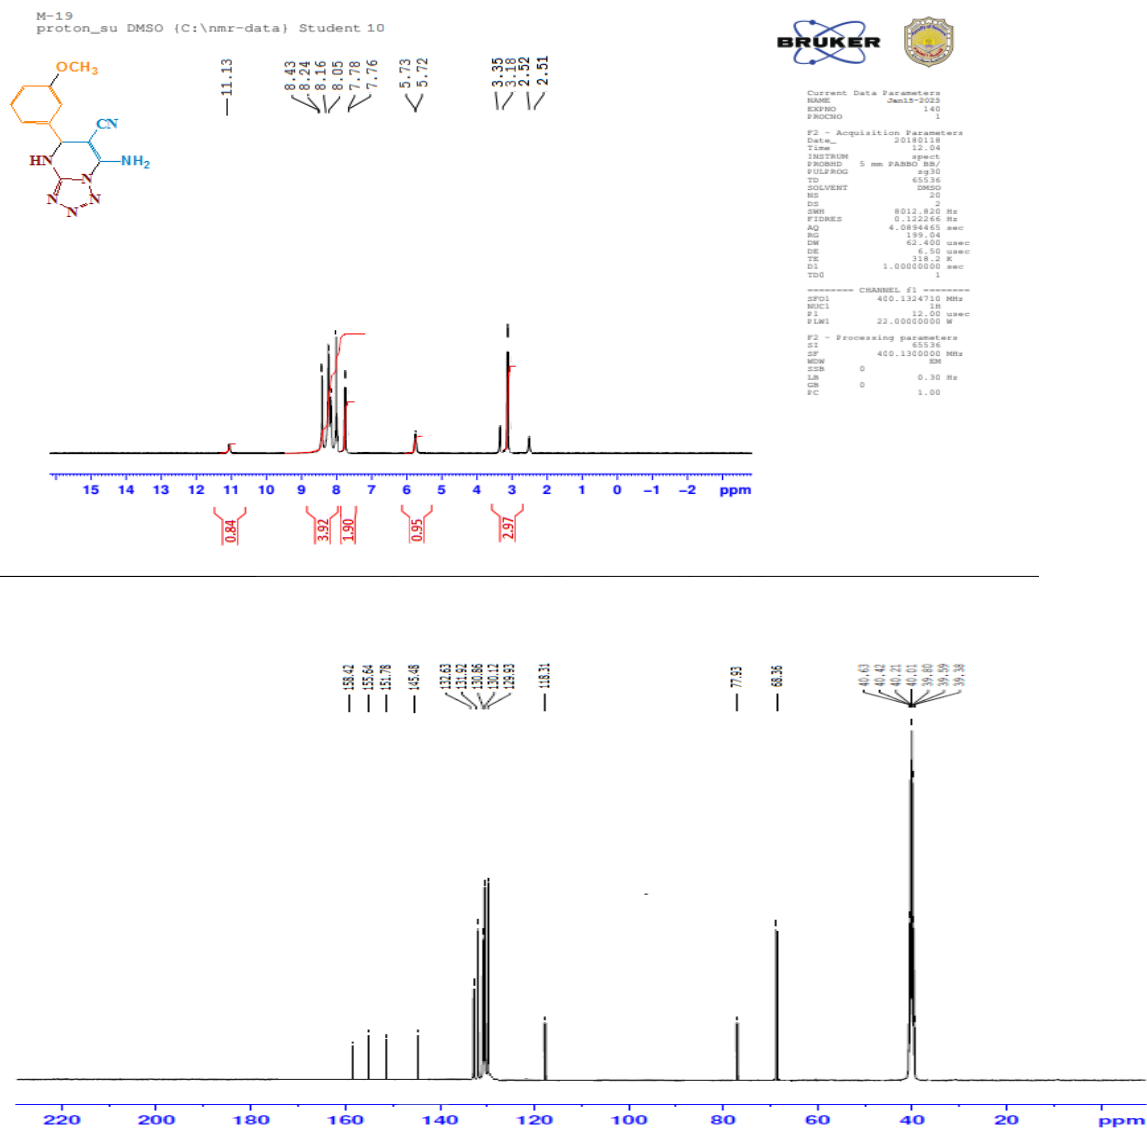 M-19
proton_su DMSO {C:\nmr-data} Student 10
BRUKER
OCH3
CN
HN
NH2
N
N
N
N
11.13
8.43
8.24
8.16
8.05
7.78
7.76
5.73
5.72
3.35
3.18
2.52
2.51
Current Data Parameters
NAME Jan15-2023
EXPNO 140
PROCNO 1
F2 - Acquisition Parameters
Date_ 20180118
Time 12.04
INSTRUM spect
PROBHD 5 mm PABBO BB/
PULPROG zg30
TD 65536
SOLVENT DMSO
NS 20
DS 2
SWH 8012.820 Hz
FIDRES 0.122266 Hz
AQ 4.0894465 sec
RG 199.04
DW 62.400 usec
DE 6.50 usec
TE 318.2 K
D1 1.00000000 sec
TD0 1
======== CHANNEL f1 ========
SFO1 400.1324710 MHz
NUC1 1H
P1 12.00 usec
PLW1 22.00000000 W
F2 - Processing parameters
SI 65536
SF 400.1300000 MHz
WDW EM
SSB 0
LB 0.30 Hz
GB 0
PC 1.00
15 14 13 12 11 10 9 8 7 6 5 4 3 2 1 0 −1 −2 ppm
0.84
3.92
1.90
0.95
2.97
158.42
155.64
151.78
145.48
132.63
131.92
130.86
130.12
129.93
118.31
77.93
68.36
40.63
40.42
40.21
40.01
39.80
39.59
39.38
220 200 180 160 140 120 100 80 60 40 20 ppm